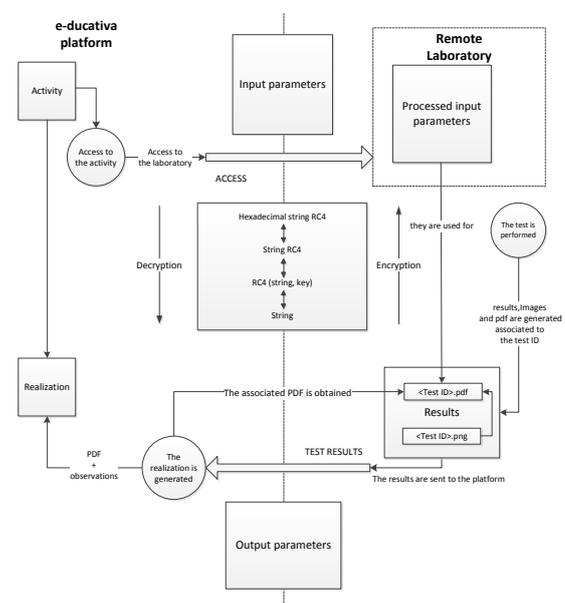 e-ducativa
platform
Remote
Laboratory
Input parameters
Activity
Processed input
parameters
Access to
the activity
Access to
the laboratory
ACCESS
Hexadecimal string RC4
String RC4
RC4 (string, key)
String
Decryption
Encryption
they are used for
The test is
performed
results,Images
and pdf are generated
associated to
the test ID
Realization
The associated PDF is obtained
<Test ID>.pdf
Results
<Test ID>.png
PDF
+
observations
The
realization is
generated
TEST RESULTS
The results are sent to the platform
Output parameters